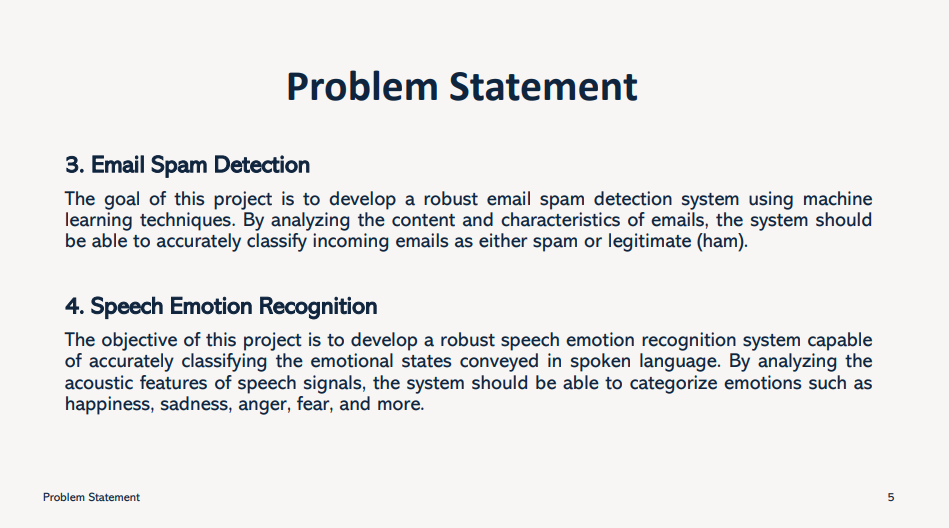 Problem Statement
3. Email Spam Detection
The goal of this project is to develop a robust email spam detection system using machine
learning techniques. By analyzing the content and characteristics of emails, the system should
be able to accurately classify incoming emails as either spam or legitimate (ham).
4. Speech Emotion Recognition
The objective of this project is to develop a robust speech emotion recognition system capable
of accurately classifying the emotional states conveyed in spoken language. By analyzing the
acoustic features of speech signals, the system should be able to categorize emotions such as
happiness, sadness, anger, fear, and more.
Problem Statement
5